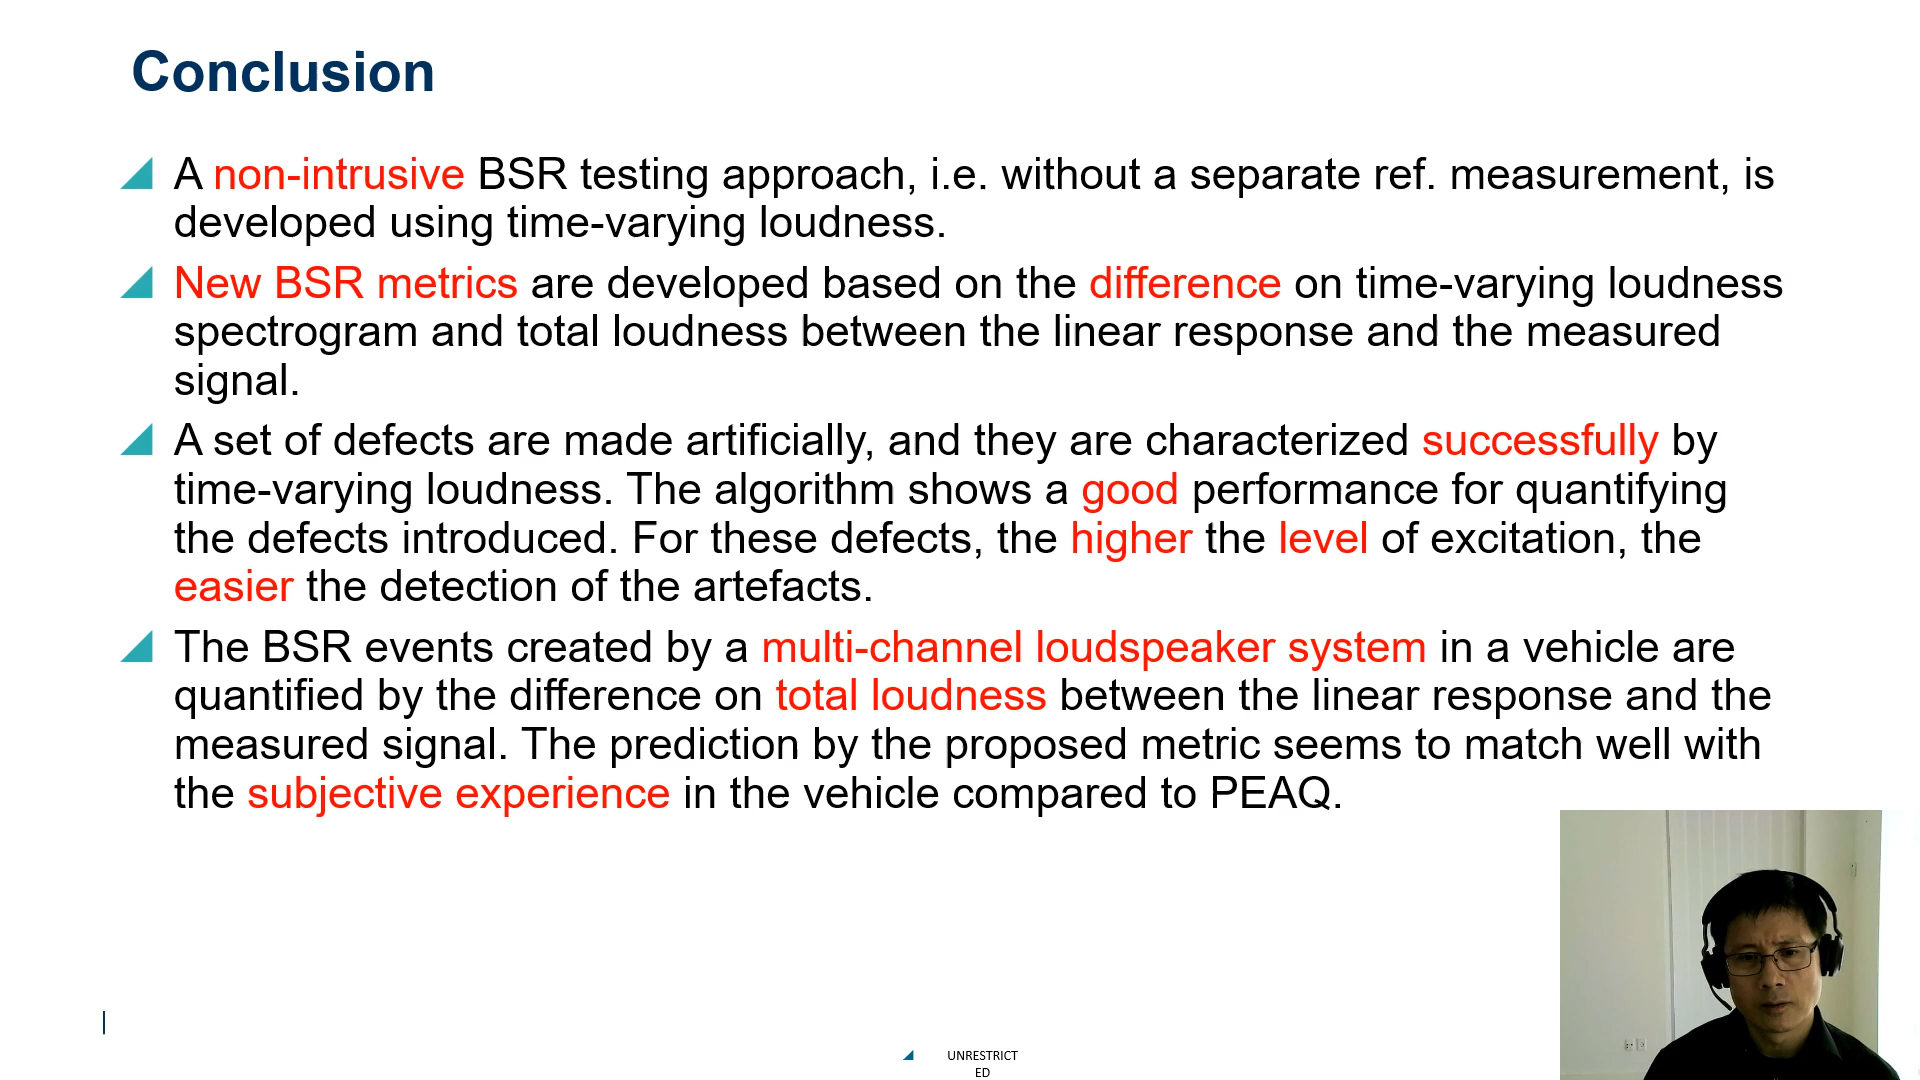 Conclusion
A non-intrusive BSR testing approach, i.e. without a separate ref. measurement, is
developed using time-varying loudness.
New BSR metrics are developed based on the difference on time-varying loudness
spectrogram and total loudness between the linear response and the measured
signal.
A set of defects are made artificially, and they are characterized successfully by
time-varying loudness. The algorithm shows a good performance for quantifying
the defects introduced. For these defects, the higher the level of excitation, the
easier the detection of the artefacts.
The BSR events created by a multi-channel loudspeaker system in a vehicle are
quantified by the difference on total loudness between the linear response and the
measured signal. The prediction by the proposed metric seems to match well with
the subjective experience in the vehicle compared to PEAQ.
UNRESTRICT
ED